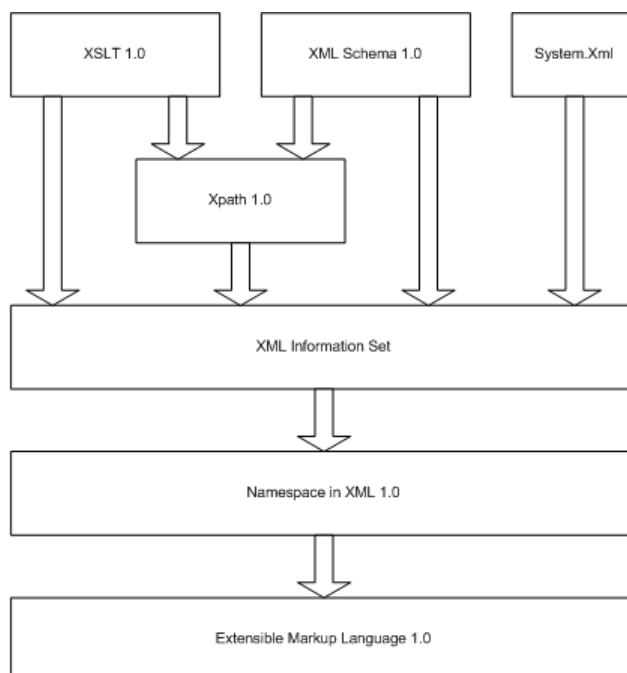 XSLT 1.0
XML Schema 1.0
System.Xml
Xpath 1.0
XML Information Set
Namespace in XML 1.0
Extensible Markup Language 1.0